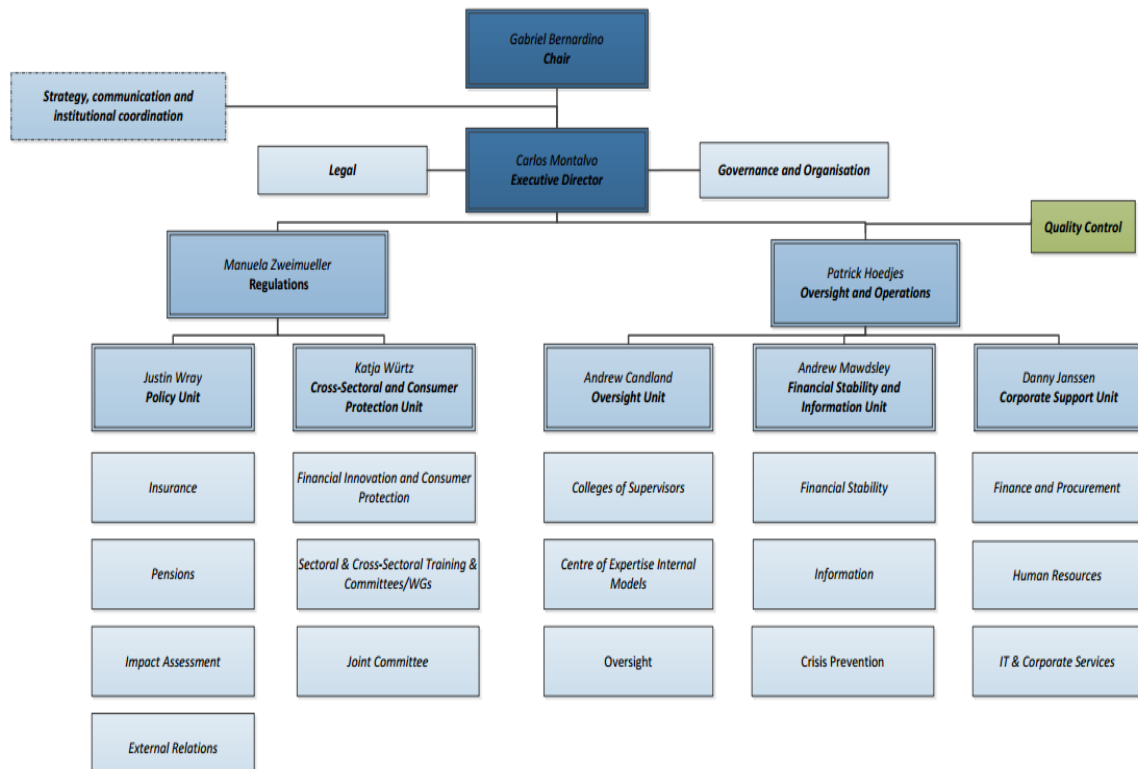 Gabriel Bernardino
Chair
Strategy, communication and
institutional coordination
Legal
Carlos Montalvo
Executive Director
Governance and Organisation
Quality Control
Manuela Zweimueller
Regulations
Patrick Hoedjes
Oversight and Operations
Justin Wray
Policy Unit
Katja Würtz
Cross-Sectoral and Consumer
Protection Unit
Andrew Candland
Oversight Unit
Andrew Mawdsley
Financial Stability and
Information Unit
Danny Janssen
Corporate Support Unit
Insurance
Financial Innovation and Consumer
Protection
Colleges of Supervisors
Financial Stability
Finance and Procurement
Pensions
Sectoral & Cross-Sectoral Training &
Committees/WGs
Centre of Expertise Internal
Models
Information
Human Resources
Impact Assessment
Joint Committee
Oversight
Crisis Prevention
IT & Corporate Services
External Relations